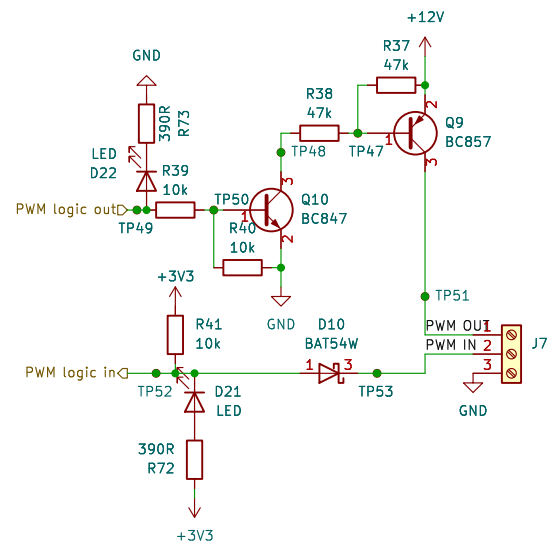 +12V
R37
47k
GND
R38
47k
2
390R
R73
Q9
BC857
1
TP48
TP47
3
LED
D22
R39
10k
3
PWM logic out
TP50
Q10
BC847
1
TP49
R40
10k
2
+3V3
GND
TP51
R41
10k
D10
BAT54W
PWM OUT
1
PWM IN
2
J7
PWM logic in
1
3
3
TP52
D21
LED
TP53
GND
390R
R72
+3V3